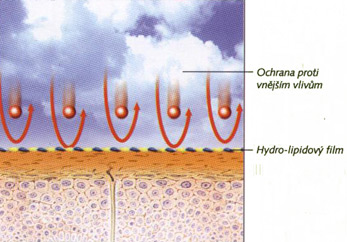 Ochrana proti
vnějším vlivům
Hydro-lipidový film